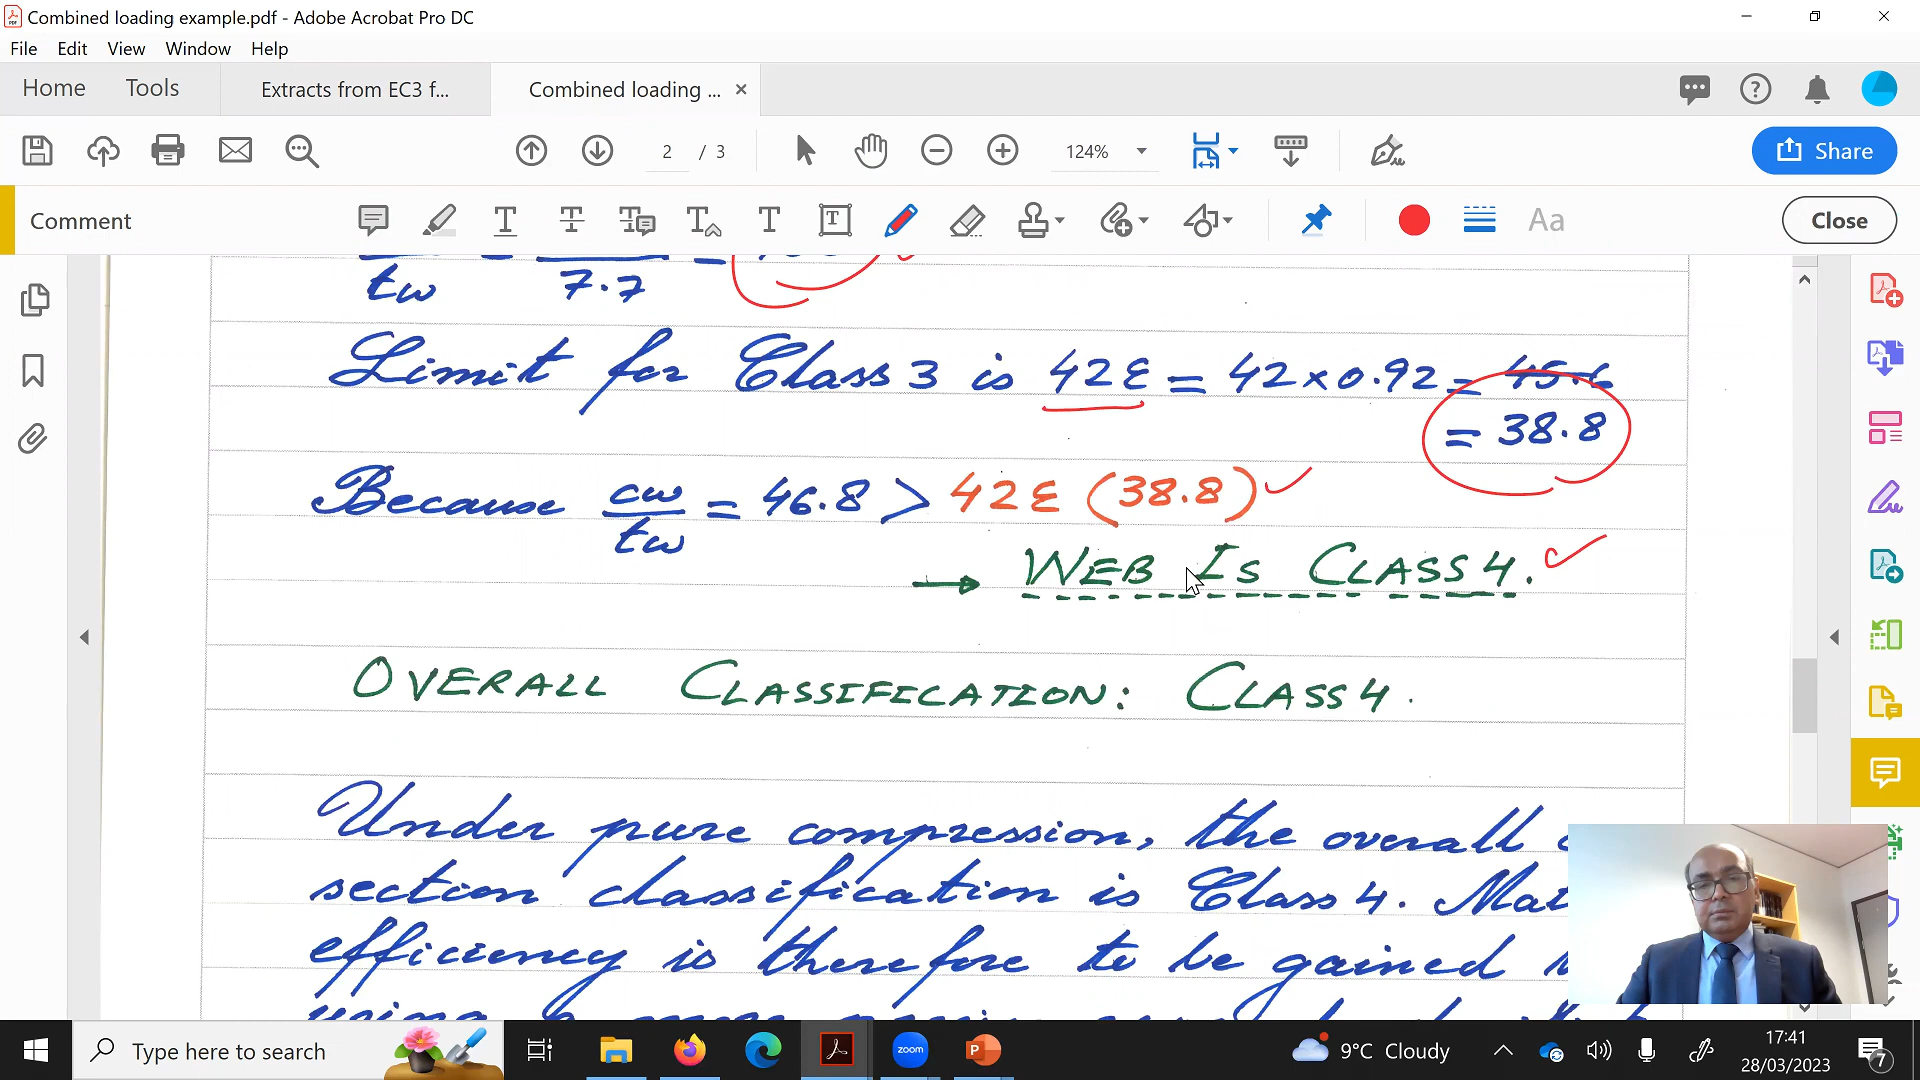 Combined loading example.pdf - Adobe Acrobat Pro DC
File Edit View Window Help
Home Tools Extracts from EC3 f... Combined loading ... ×
2 / 3 124% Share
Comment Aa Close
tw 7.7 =
Limit for Class 3 is 42ε = 42 x 0.92 = 45.6
= 38.8
Because cw/tw = 46.8 > 42ε (38.8) ✓
→ WEB IS CLASS 4. ✓
OVERALL CLASSIFICATION: CLASS 4.
Under pure compression, the overall
section classification is Class 4.
efficiency is therefore to be gained
Type here to search
zoom
9°C Cloudy
17:41
28/03/2023
7